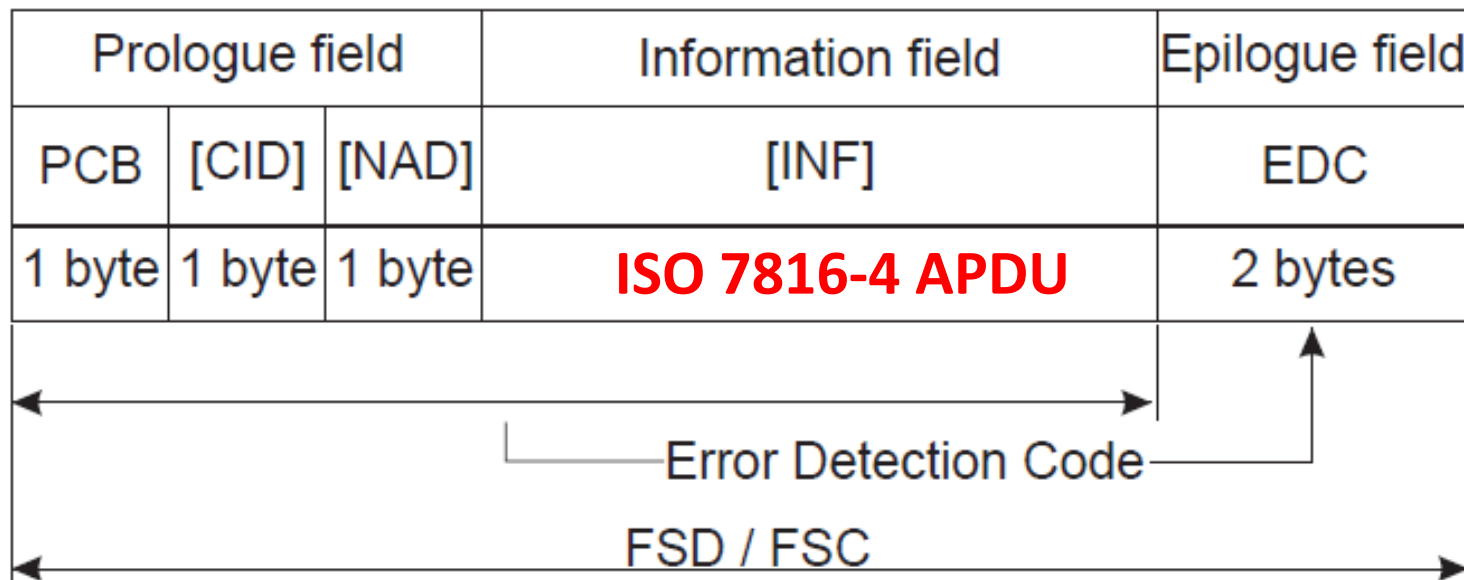 Prologue field Information field Epilogue field
PCB [CID] [NAD] [INF] EDC
1 byte 1 byte 1 byte ISO 7816-4 APDU 2 bytes
Error Detection Code
FSD / FSC